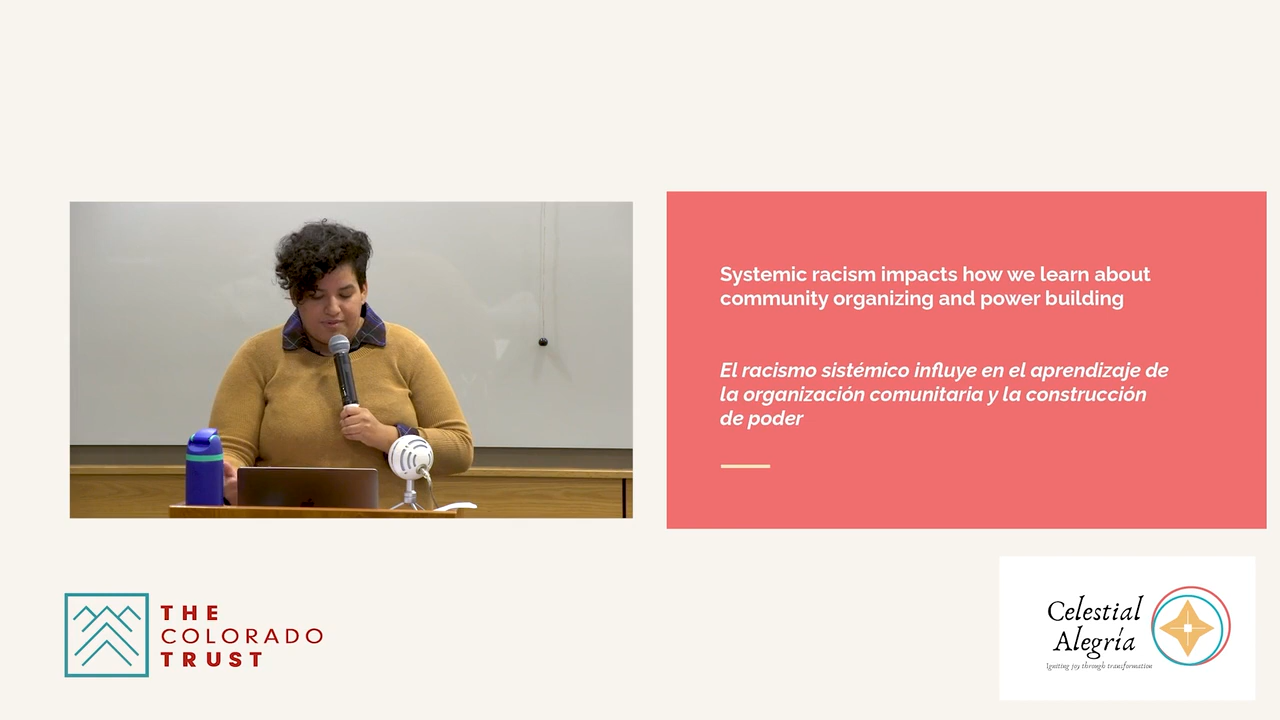 Systemic racism impacts how we learn about
community organizing and power building
El racismo sistémico influye en el aprendizaje de
la organización comunitaria y la construcción
de poder
THE
COLORADO
TRUST
Celestial
Alegría
Igniting joy through transformation